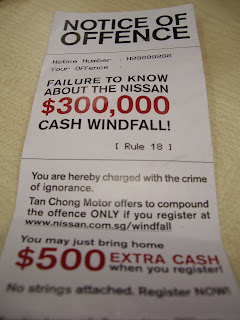 NOTICE OF
OFFENCE
Notice Number :
Your Offence :
FAILURE TO KNOW
ABOUT THE NISSAN
$300,000
CASH WINDFALL!
[ Rule 18 ]
You are hereby charged with the crime
of ignorance.
Tan Chong Motor offers to compound
the offence ONLY if you register at
www.nissan.com.sg/windfall
You may just bring home
$500 EXTRA CASH
when you register!
No strings attached. Register NOW!